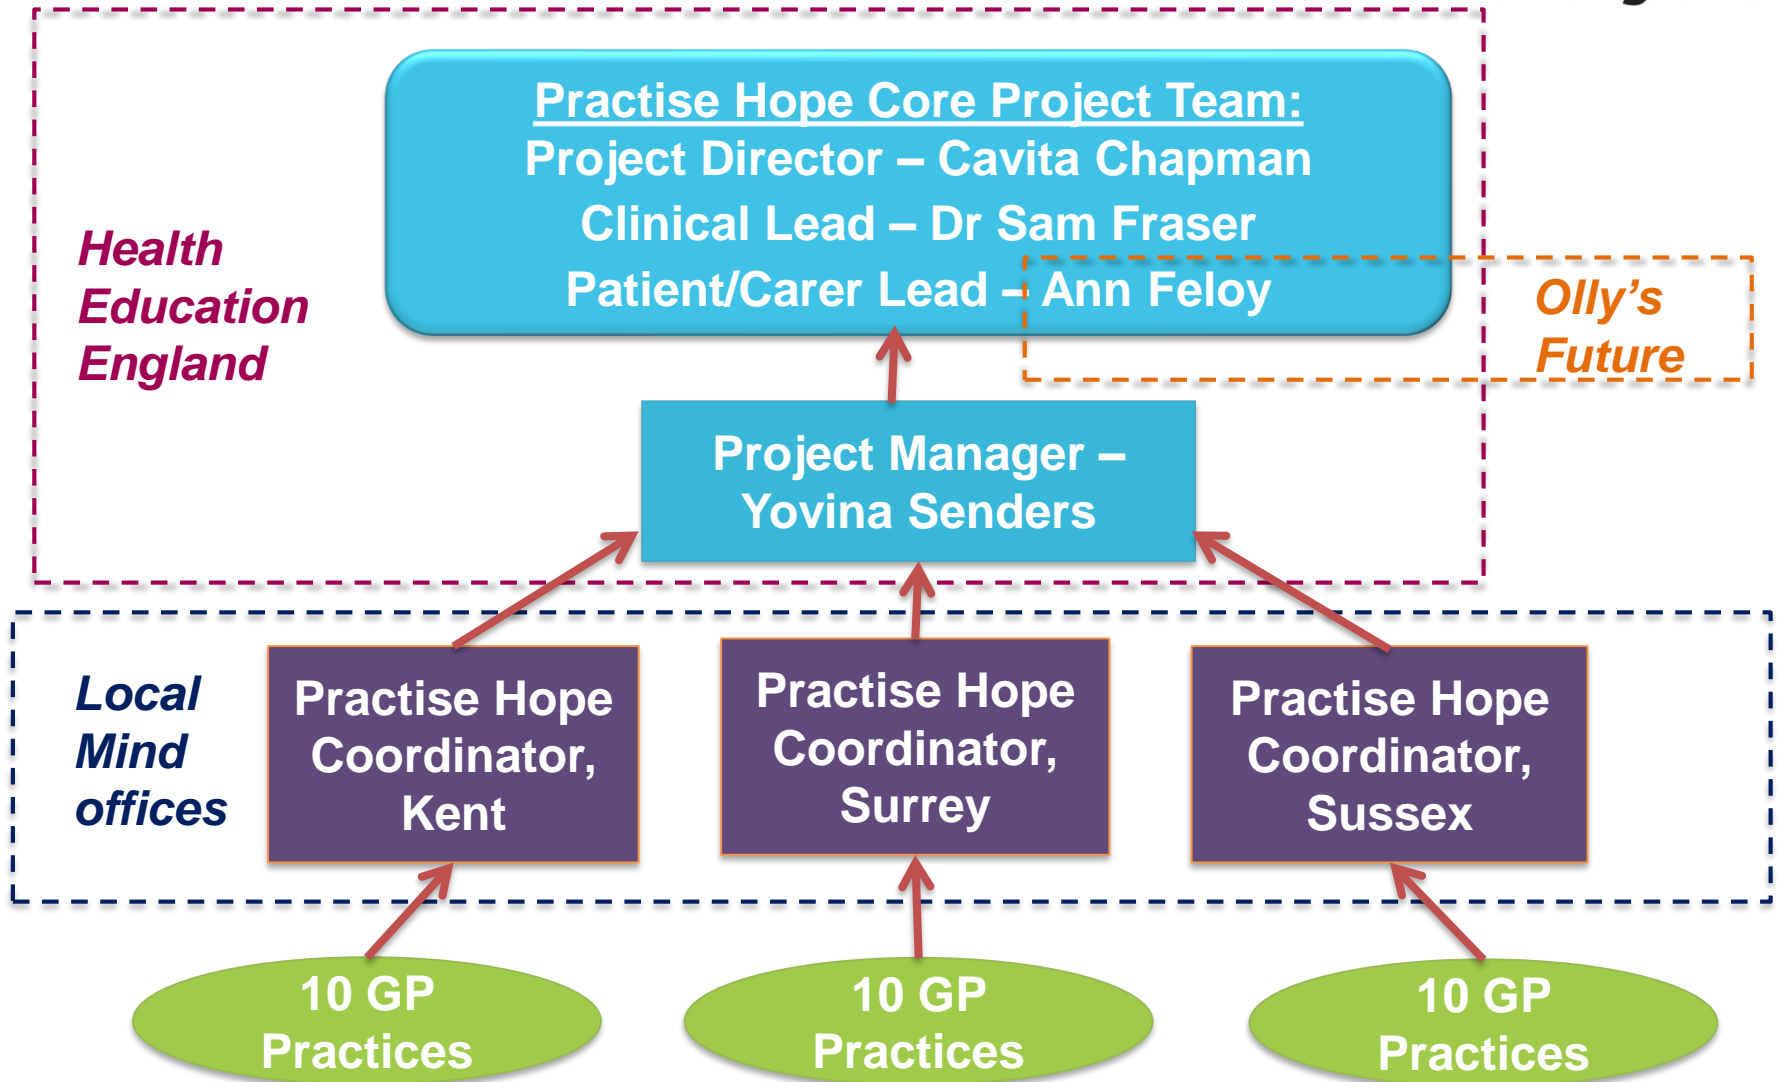 Practise Hope Core Project Team:
Project Director – Cavita Chapman
Clinical Lead – Dr Sam Fraser
Patient/Carer Lead – Ann Feloy
Health
Education
England
Olly's
Future
Project Manager –
Yovina Senders
Local
Mind
offices
Practise Hope
Coordinator,
Kent
Practise Hope
Coordinator,
Surrey
Practise Hope
Coordinator,
Sussex
10 GP
Practices
10 GP
Practices
10 GP
Practices